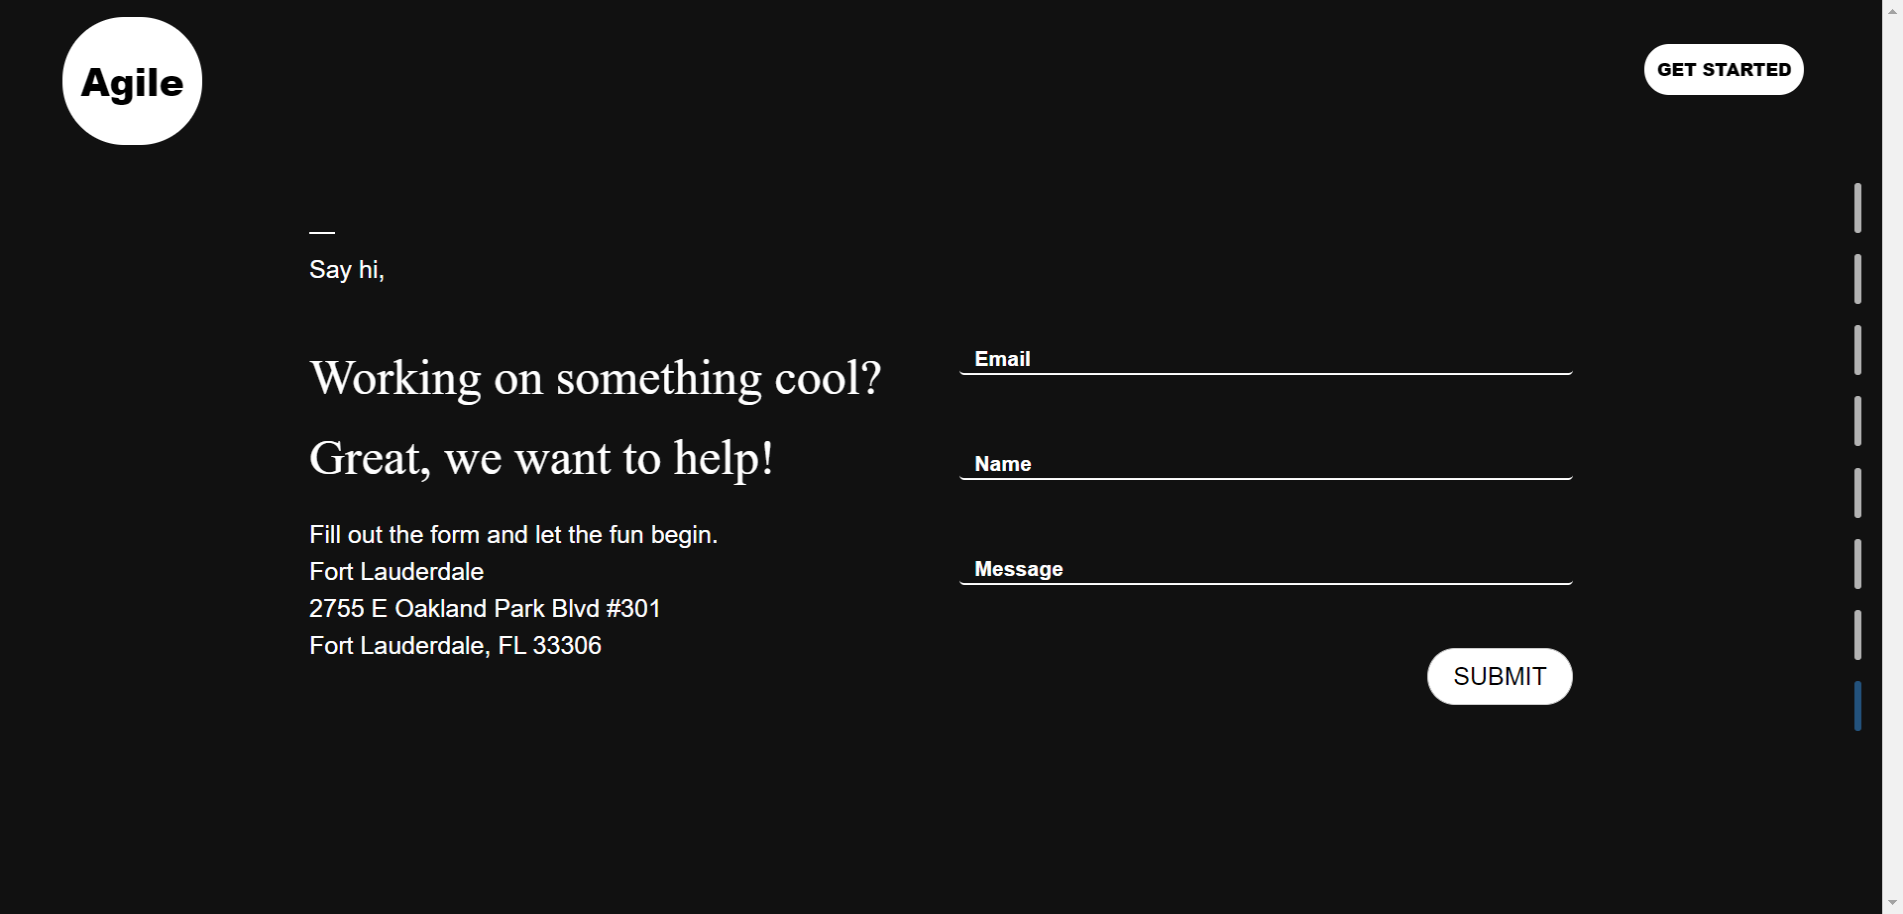 Agile
GET STARTED
Say hi,
Working on something cool?
Great, we want to help!
Fill out the form and let the fun begin.
Fort Lauderdale
2755 E Oakland Park Blvd #301
Fort Lauderdale, FL 33306
Email
Name
Message
SUBMIT